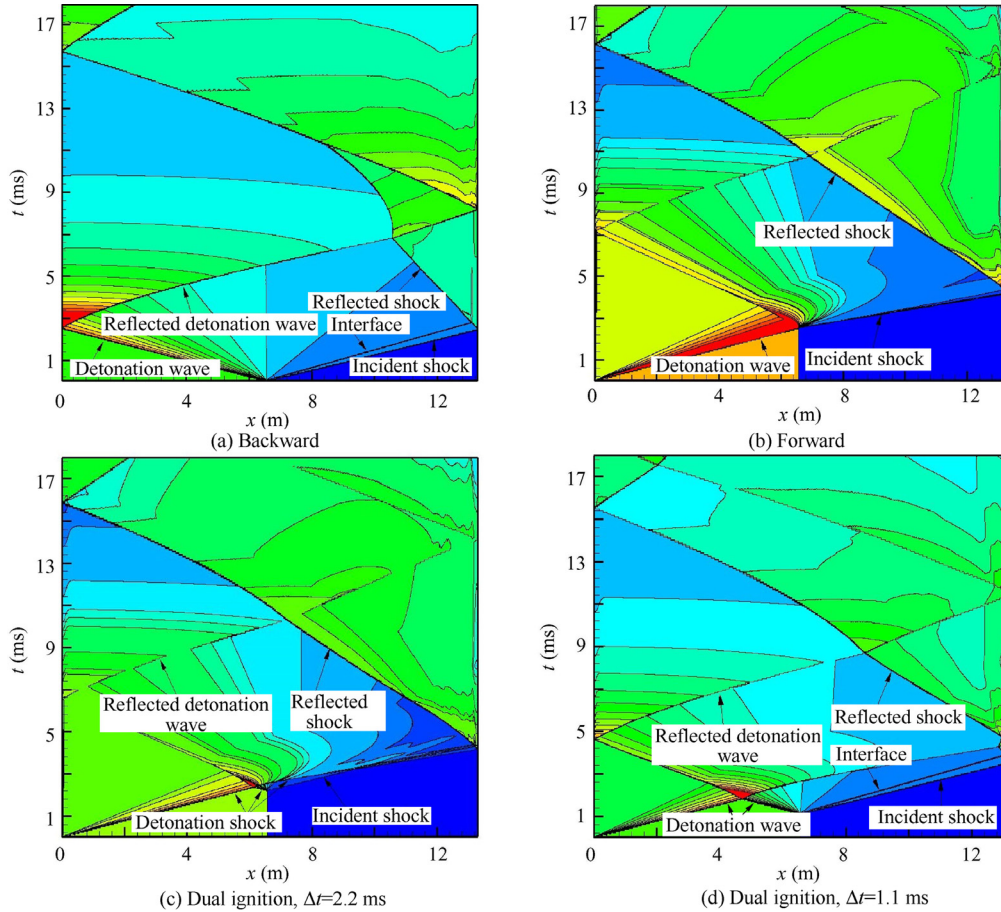 17
13
9
5
1
t (ms)
Reflected shock
Interface
Reflected detonation wave
Detonation wave
Incident shock
0
4
8
12
x (m)
(a) Backward
17
13
9
5
1
t (ms)
Reflected shock
Detonation wave
Incident shock
0
4
8
12
x (m)
(b) Forward
17
13
9
5
1
t (ms)
Reflected detonation
wave
Reflected
shock
Detonation shock
Incident shock
0
4
8
12
x (m)
(c) Dual ignition, Δt=2.2 ms
17
13
9
5
1
t (ms)
Reflected shock
Reflected detonation
wave
Interface
Detonation wave
Incident shock
0
4
8
12
x (m)
(d) Dual ignition, Δt=1.1 ms